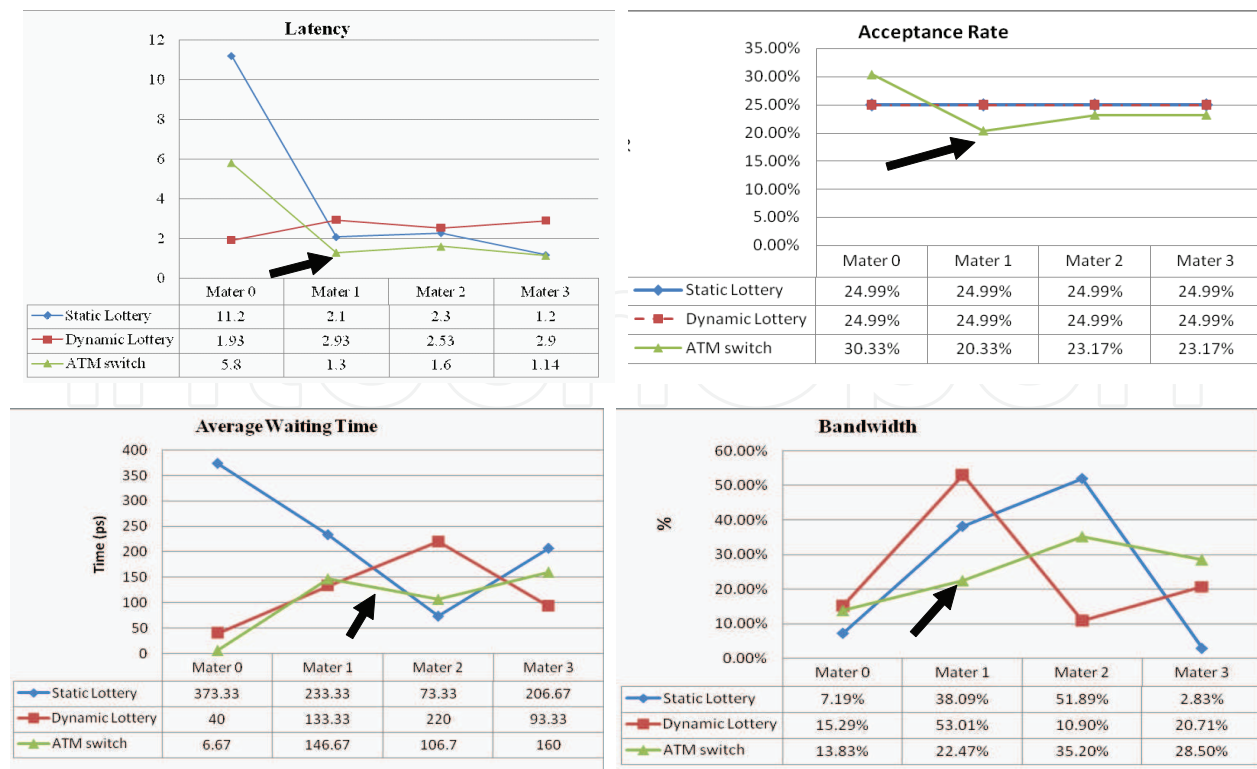 Latency
12
10
8
6
4
2
0
Mater 0 Mater 1 Mater 2 Mater 3
Static Lottery 11.2 2.1 2.3 1.2
Dynamic Lottery 1.93 2.93 2.53 2.9
ATM switch 5.8 1.3 1.6 1.14
Acceptance Rate
35.00%
30.00%
25.00%
20.00%
15.00%
10.00%
5.00%
0.00%
Mater 0 Mater 1 Mater 2 Mater 3
Static Lottery 24.99% 24.99% 24.99% 24.99%
Dynamic Lottery 24.99% 24.99% 24.99% 24.99%
ATM switch 30.33% 20.33% 23.17% 23.17%
Average Waiting Time
Time (ps)
400
350
300
250
200
150
100
50
0
Mater 0 Mater 1 Mater 2 Mater 3
Static Lottery 373.33 233.33 73.33 206.67
Dynamic Lottery 40 133.33 220 93.33
ATM switch 6.67 146.67 106.7 160
Bandwidth
%
60.00%
50.00%
40.00%
30.00%
20.00%
10.00%
0.00%
Mater 0 Mater 1 Mater 2 Mater 3
Static Lottery 7.19% 38.09% 51.89% 2.83%
Dynamic Lottery 15.29% 53.01% 10.90% 20.71%
ATM switch 13.83% 22.47% 35.20% 28.50%